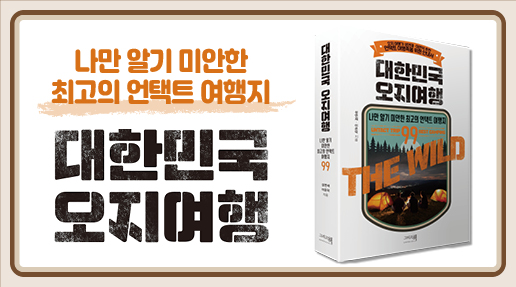 나만 알기 미안한
최고의 언택트 여행지
대한민국
오지여행
대한민국
오지여행
나만 알기
미안한
최고의 언택트
여행지
99
대한민국
오지여행
나만 알기 미안한 최고의 언택트 여행지
99
THE WILD